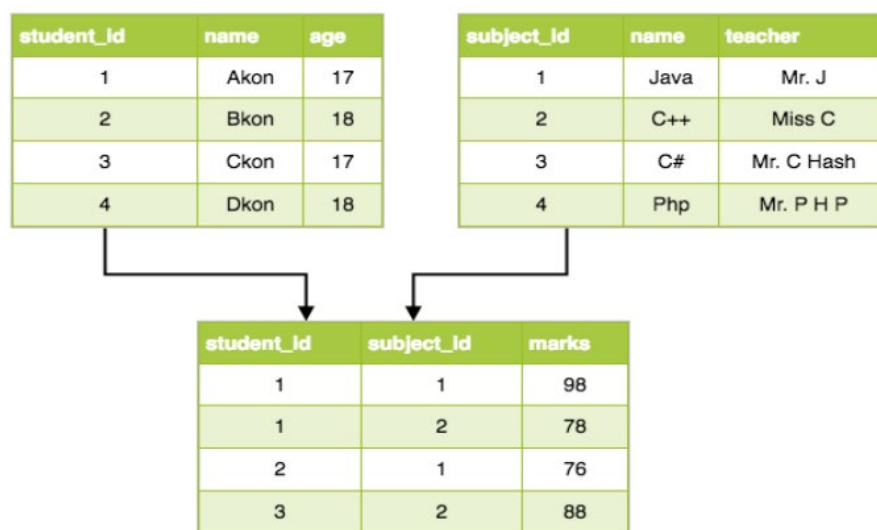 student_id name age
1 Akon 17
2 Bkon 18
3 Ckon 17
4 Dkon 18
subject_id name teacher
1 Java Mr. J
2 C++ Miss C
3 C# Mr. C Hash
4 Php Mr. P H P
student_id subject_id marks
1 1 98
1 2 78
2 1 76
3 2 88